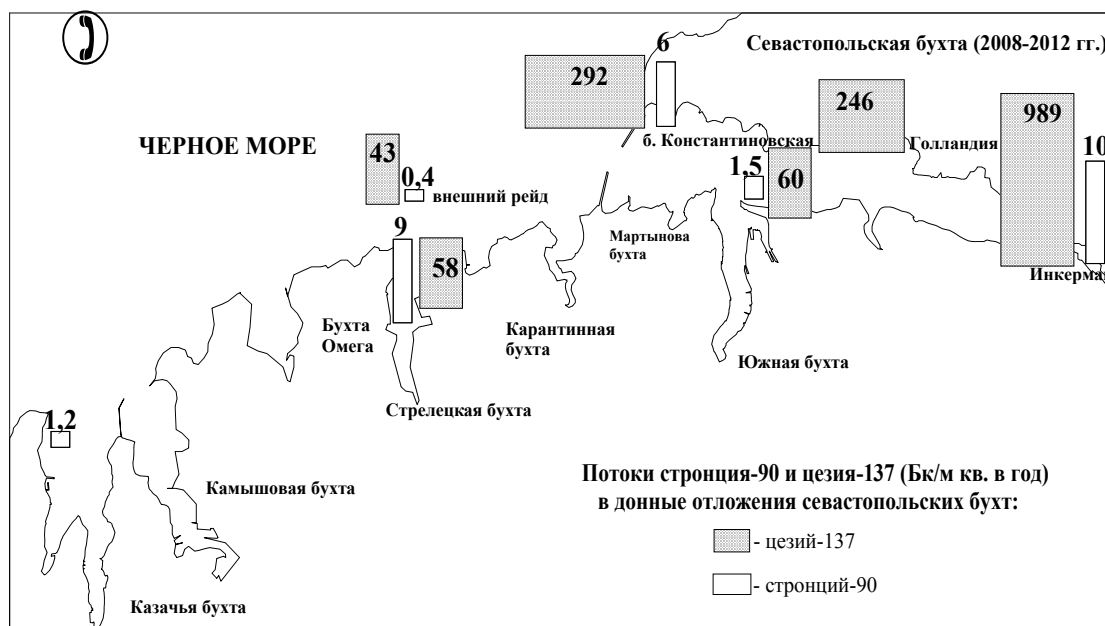 Севастопольская бухта (2008-2012 гг.)
6
292
246
989
ЧЕРНОЕ МОРЕ
43
б. Константиновская
Голландия
10
0,4
внешний рейд
1,5
60
9
58
Мартынова
бухта
Инкерман
Бухта
Омега
Карантинная
бухта
Южная бухта
Стрелецкая бухта
1,2
Камышовая бухта
Казачья бухта
Потоки стронция-90 и цезия-137 (Бк/м кв. в год)
в донные отложения севастопольских бухт:
- цезий-137
- стронций-90